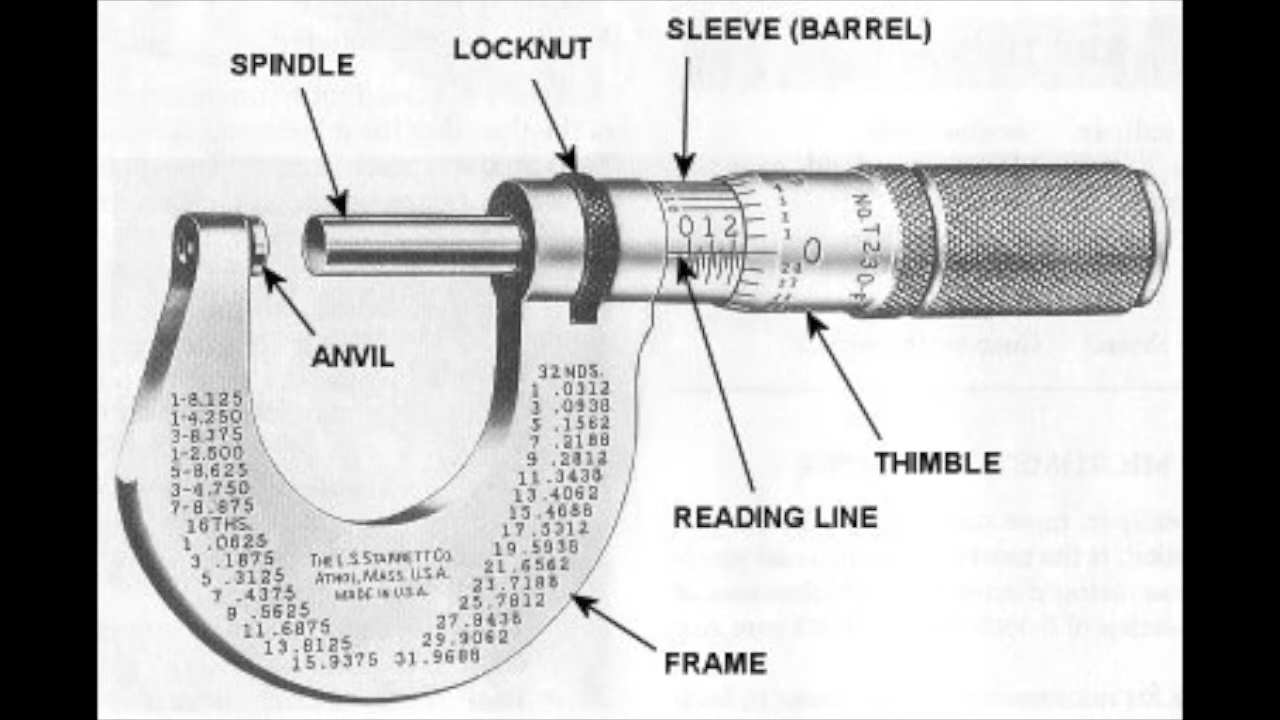 SLEEVE (BARREL)
LOCKNUT
SPINDLE
012
0
NO.T230
ANVIL
THIMBLE
READING LINE
FRAME
1-8.125
1-4.250
3-8.375
1-2.500
5-8.625
3-4.750
7-8.875
16THS.
1 .0625
3 .1875
5 .3125
7 .4375
9 .5625
11.6875
13.8125
15.9375
THE L.S.STARRETT CO.
ATHOL, MASS. U.S.A.
MADE IN U.S.A.
32NDS.
1 .0312
3 .0938
5 .1562
7 .2188
9 .2812
11.3438
13.4062
15.4688
17.5312
19.5938
21.6562
23.7188
25.7812
27.8438
29.9062
31.9688